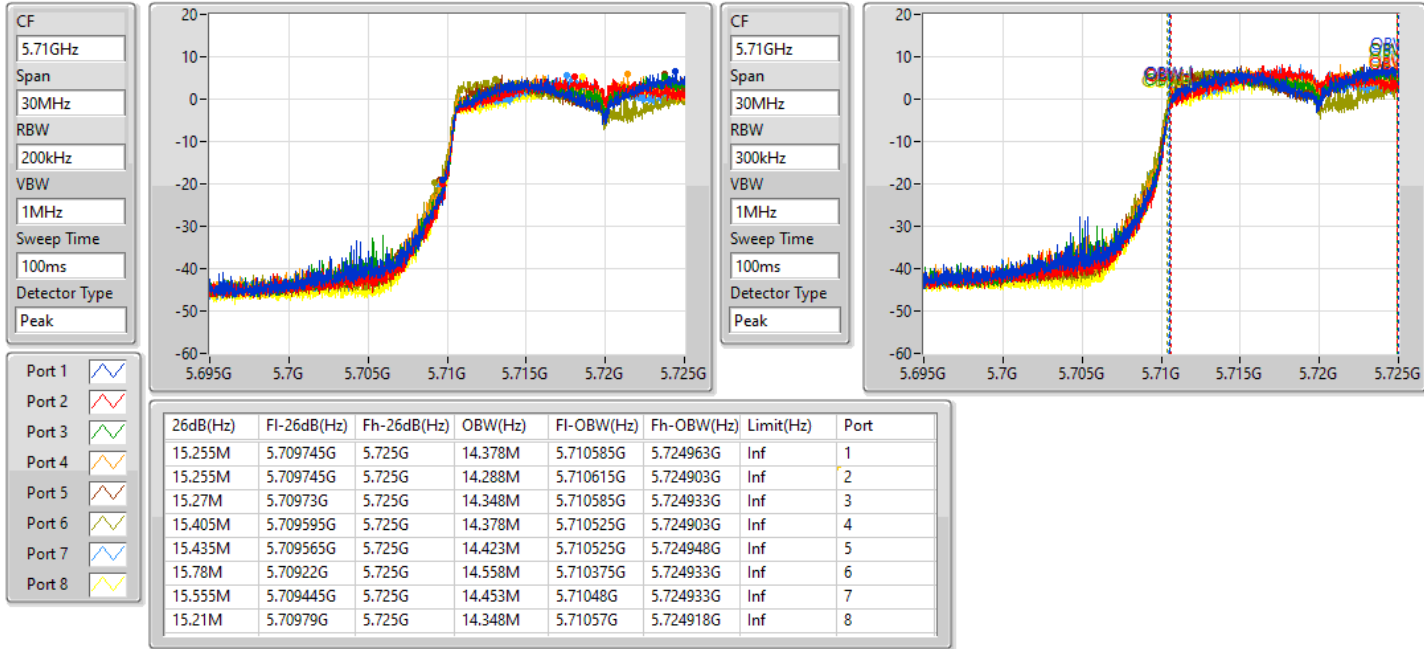 CF
5.71GHz
Span
30MHz
RBW
200kHz
VBW
1MHz
Sweep Time
100ms
Detector Type
Peak
20
10
0
-10
-20
-30
-40
-50
-60
5.695G 5.7G 5.705G 5.71G 5.715G 5.72G 5.725G
CF
5.71GHz
Span
30MHz
RBW
300kHz
VBW
1MHz
Sweep Time
100ms
Detector Type
Peak
20
10
0
-10
-20
-30
-40
-50
-60
5.695G 5.7G 5.705G 5.71G 5.715G 5.72G 5.725G
Port 1
Port 2
Port 3
Port 4
Port 5
Port 6
Port 7
Port 8
26dB(Hz) Fl-26dB(Hz) Fh-26dB(Hz) OBW(Hz) Fl-OBW(Hz) Fh-OBW(Hz) Limit(Hz) Port
15.255M 5.709745G 5.725G 14.378M 5.710585G 5.724963G Inf 1
15.255M 5.709745G 5.725G 14.288M 5.710615G 5.724903G Inf 2
15.27M 5.70973G 5.725G 14.348M 5.710585G 5.724933G Inf 3
15.405M 5.709595G 5.725G 14.378M 5.710525G 5.724903G Inf 4
15.435M 5.709565G 5.725G 14.423M 5.710525G 5.724948G Inf 5
15.78M 5.70922G 5.725G 14.558M 5.710375G 5.724933G Inf 6
15.555M 5.709445G 5.725G 14.453M 5.71048G 5.724933G Inf 7
15.21M 5.70979G 5.725G 14.348M 5.71057G 5.724918G Inf 8